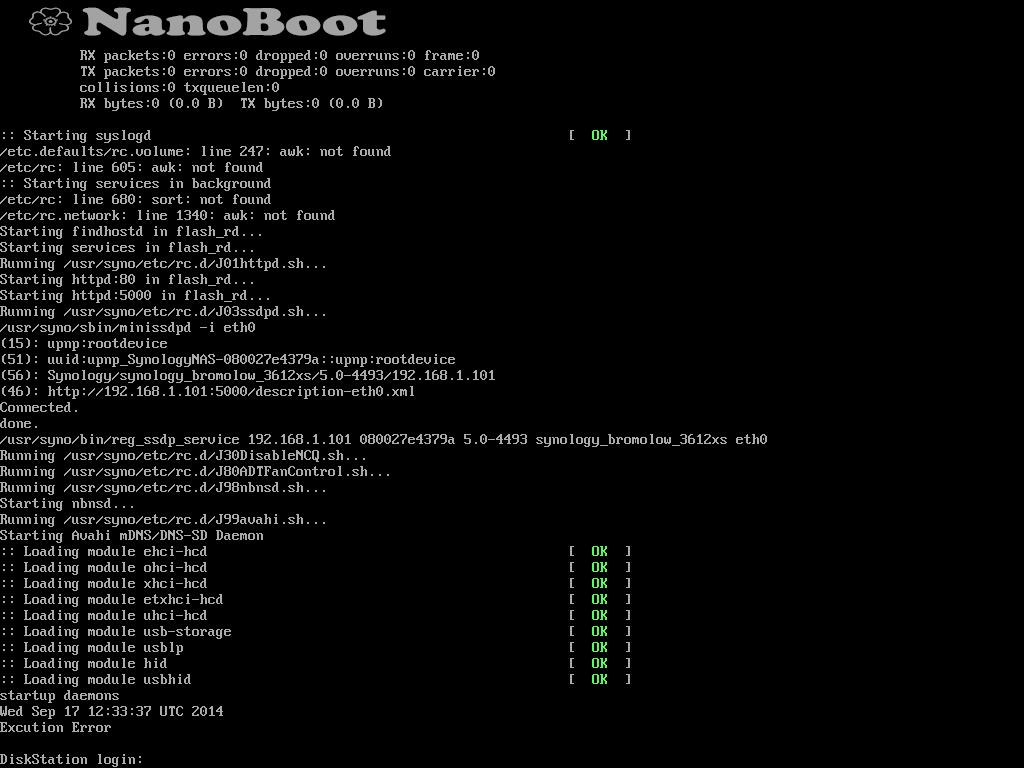 NanoBoot
RX packets:0 errors:0 dropped:0 overruns:0 frame:0
TX packets:0 errors:0 dropped:0 overruns:0 carrier:0
collisions:0 txqueuelen:0
RX bytes:0 (0.0 B)  TX bytes:0 (0.0 B)
:: Starting syslogd [ OK ]
/etc.defaults/rc.volume: line 247: awk: not found
/etc/rc: line 605: awk: not found
:: Starting services in background
/etc/rc: line 680: sort: not found
/etc/rc.network: line 1340: awk: not found
Starting findhostd in flash_rd...
Starting services in flash_rd...
Running /usr/syno/etc/rc.d/J01httpd.sh...
Starting httpd:80 in flash_rd...
Starting httpd:5000 in flash_rd...
Running /usr/syno/etc/rc.d/J03ssdpd.sh...
/usr/syno/sbin/minissdpd -i eth0
(15): upnp:rootdevice
(51): uuid:upnp_SynologyNAS-080027e4379a::upnp:rootdevice
(56): Synology/synology_bromolow_3612xs/5.0-4493/192.168.1.101
(46): http://192.168.1.101:5000/description-eth0.xml
Connected.
done.
/usr/syno/bin/reg_ssdp_service 192.168.1.101 080027e4379a 5.0-4493 synology_bromolow_3612xs eth0
Running /usr/syno/etc/rc.d/J30DisableNCQ.sh...
Running /usr/syno/etc/rc.d/J80ADTFanControl.sh...
Running /usr/syno/etc/rc.d/J98nbnsd.sh...
Starting nbnsd...
Running /usr/syno/etc/rc.d/J99avahi.sh...
Starting Avahi mDNS/DNS-SD Daemon
:: Loading module ehci-hcd [ OK ]
:: Loading module ohci-hcd [ OK ]
:: Loading module xhci-hcd [ OK ]
:: Loading module etxhci-hcd [ OK ]
:: Loading module uhci-hcd [ OK ]
:: Loading module usb-storage [ OK ]
:: Loading module usblp [ OK ]
:: Loading module hid [ OK ]
:: Loading module usbhid [ OK ]
startup daemons
Wed Sep 17 12:33:37 UTC 2014
Excution Error
DiskStation login: